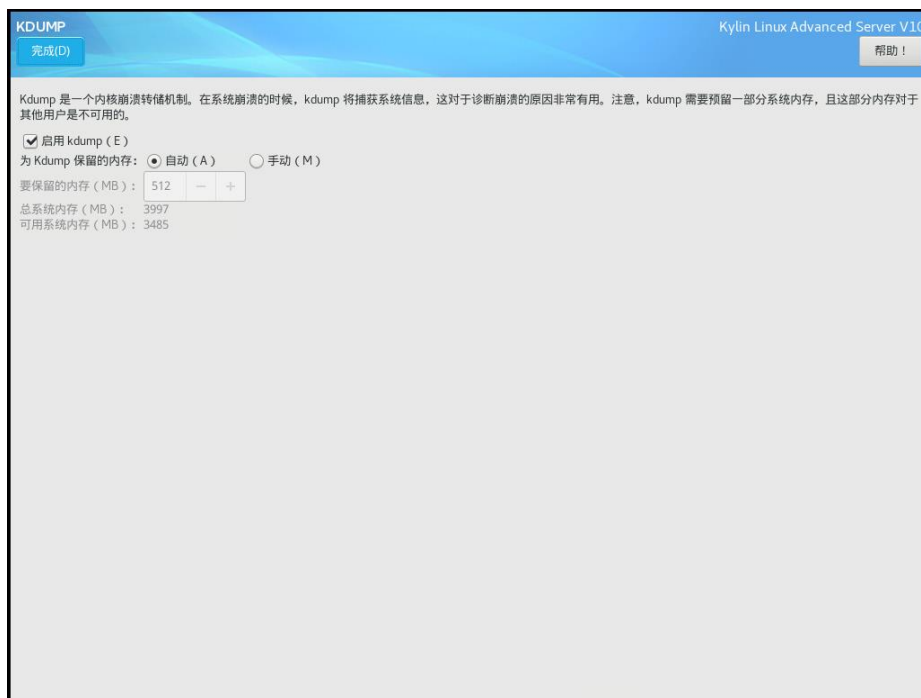 KDUMP
Kylin Linux Advanced Server V10
完成(D)
帮助！
Kdump 是一个内核崩溃转储机制。在系统崩溃的时候，kdump 将捕获系统信息，这对于诊断崩溃的原因非常有用。注意，kdump 需要预留一部分系统内存，且这部分内存对于
其他用户是不可用的。
启用 kdump（E）
为 Kdump 保留的内存： 自动（A） 手动（M）
要保留的内存（MB）： 512 − +
总系统内存（MB）： 3997
可用系统内存（MB）： 3485